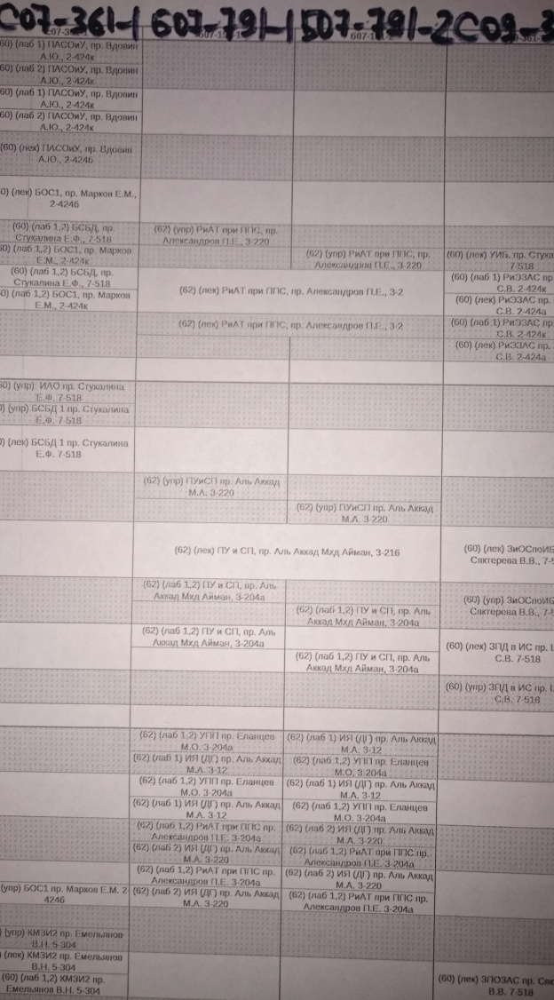 С07-361-1 607-791-1 507-791-2 С09-3
(60) (лаб 1) ПАСОиУ, пр. Вдовин
А.Ю., 2-424к
(60) (лаб 2) ПАСОиУ, пр. Вдовин
А.Ю., 2-424к
(60) (лаб 1) ПАСОиУ, пр. Вдовин
А.Ю., 2-424к
(60) (лаб 2) ПАСОиУ, пр. Вдовин
А.Ю., 2-424к
(60) (лек) ПАСОиУ, пр. Вдовин
А.Ю., 2-424б
0) (лек) БОС1, пр. Марков Е.М.,
2-424б
(60) (лаб 1,2) БСБД, пр.
Стукалина Е.Ф., 7-518
60) (лаб 1,2) БОС1, пр. Марков
Е.М., 2-424к
(60) (лаб 1,2) БСБД, пр.
Стукалина Е.Ф., 7-518
0) (лаб 1,2) БОС1, пр. Марков
Е.М., 2-424к
(62) (упр) РиАТ при ППС, пр.
Александров П.Е., 3-220
(62) (упр) РиАТ при ППС, пр.
Александров П.Е., 3-220
(60) (лек) УИБ, пр. Стука
7-518
(62) (лек) РиАТ при ППС, пр. Александров П.Е., 3-2
(60) (лаб 1) РиЭЗАС пр
С.В. 2-424к
(60) (лек) РиЭЗАС пр.
С.В. 2-424а
(62) (лек) РиАТ при ППС, пр. Александров П.Е., 3-2
(60) (лаб 1) РиЭЗАС пр
С.В. 2-424к
(60) (лек) РиЭЗАС пр.
С.В. 2-424а
60) (упр) ИАО пр. Стукалина
Е.Ф. 7-518
0) (упр) БСБД 1 пр. Стукалина
Е.Ф. 7-518
0) (лек) БСБД 1 пр. Стукалина
Е.Ф. 7-518
(62) (упр) ПУиСП пр. Аль Аккад
М.А. 3-220
(62) (упр) ПУиСП пр. Аль Аккад
М.А. 3-220
(62) (лек) ПУ и СП, пр. Аль Аккад Мхд Айман, 3-216
(60) (лек) ЗиОСпоИБ
Сяктерева В.В., 7-5
(62) (лаб 1,2) ПУ и СП, пр. Аль
Аккад Мхд Айман, 3-204а
(62) (лаб 1,2) ПУ и СП, пр. Аль
Аккад Мхд Айман, 3-204а
(60) (упр) ЗиОСпоИБ
Сяктерева В.В., 7-5
(62) (лаб 1,2) ПУ и СП, пр. Аль
Аккад Мхд Айман, 3-204а
(62) (лаб 1,2) ПУ и СП, пр. Аль
Аккад Мхд Айман, 3-204а
(60) (лек) ЗПД в ИС пр.
С.В. 7-518
(60) (упр) ЗПД в ИС пр.
С.В. 7-518
(62) (лаб 1,2) УПП пр. Еланцев
М.О. 3-204а
(62) (лаб 1) ИЯ (ДГ) пр. Аль Аккад
М.А. 3-12
(62) (лаб 1) ИЯ (ДГ) пр. Аль Аккад
М.А. 3-12
(62) (лаб 1,2) УПП пр. Еланцев
М.О. 3-204а
(62) (лаб 1,2) УПП пр. Еланцев
М.О. 3-204а
(62) (лаб 1) ИЯ (ДГ) пр. Аль Аккад
М.А. 3-12
(62) (лаб 1) ИЯ (ДГ) пр. Аль Аккад
М.А. 3-12
(62) (лаб 1,2) УПП пр. Еланцев
М.О. 3-204а
(62) (лаб 1,2) РиАТ при ППС пр.
Александров П.Е. 3-204а
(62) (лаб 2) ИЯ (ДГ) пр. Аль Аккад
М.А. 3-220
(62) (лаб 2) ИЯ (ДГ) пр. Аль Аккад
М.А. 3-220
(62) (лаб 1,2) РиАТ при ППС пр.
Александров П.Е. 3-204а
(62) (лаб 1,2) РиАТ при ППС пр.
Александров П.Е. 3-204а
(62) (лаб 2) ИЯ (ДГ) пр. Аль Аккад
М.А. 3-220
(упр) БОС1 пр. Марков Е.М. 2-
424б
(62) (лаб 2) ИЯ (ДГ) пр. Аль Аккад
М.А. 3-220
(62) (лаб 1,2) РиАТ при ППС пр.
Александров П.Е. 3-204а
) (упр) КМЗИ2 пр. Емельянов
В.Н. 5-304
) (лек) КМЗИ2 пр. Емельянов
В.Н. 5-304
(60) (лаб 1,2) КМЗИ2 пр.
Емельянов В.Н. 5-304
(60) (лек) ЗПОЗАС пр. Сяк
В.В. 7-518